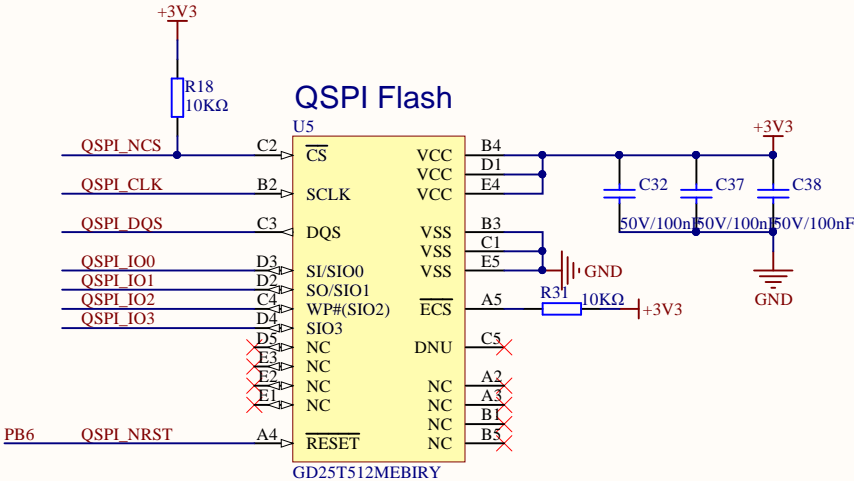 +3V3
R18
10KΩ
QSPI Flash
U5
QSPI_NCS C2 CS VCC B4 +3V3
VCC D1
QSPI_CLK B2 SCLK VCC E4 C32 C37 C38
QSPI_DQS C3 DQS VSS B3 50V/100nF 50V/100nF 50V/100nF
VSS C1
QSPI_IO0 D3 SI/SIO0 VSS E5 GND GND
QSPI_IO1 D2 SO/SIO1
QSPI_IO2 C4 WP#(SIO2) ECS A5 R31 10KΩ +3V3
QSPI_IO3 D4 SIO3
D5 NC DNU C5
E3 NC
E2 NC NC A2
E1 NC NC A3
NC B1
PB6 QSPI_NRST A4 RESET NC B5
GD25T512MEBIRY